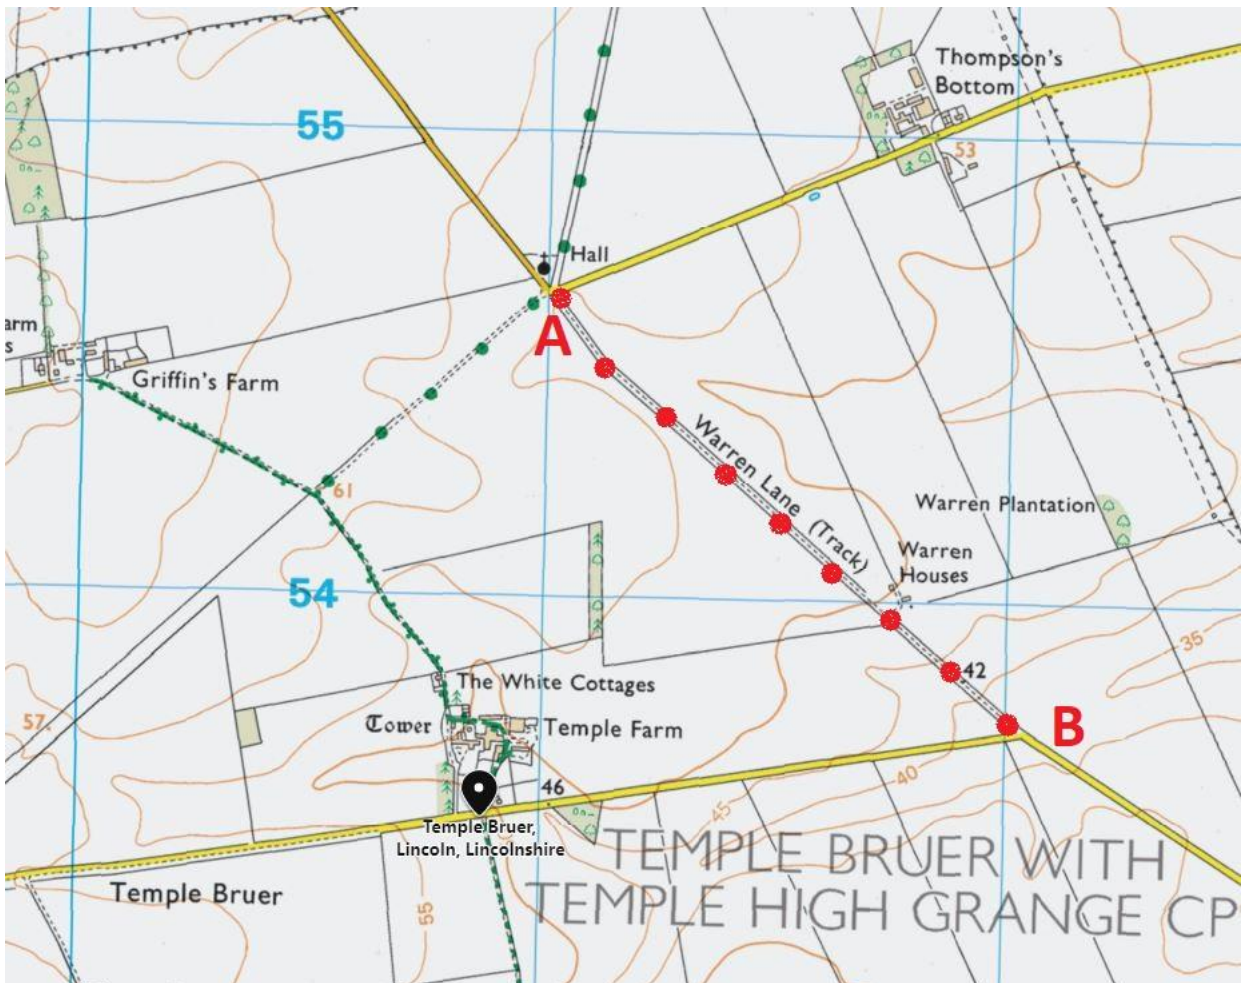 Thompson's
Bottom
55
53
Hall
A
arm
s
Griffin's Farm
61
Warren Lane (Track)
Warren Plantation
Warren
Houses
54
35
42
The White Cottages
57
Tower
Temple Farm
B
40
46
45
Temple Bruer,
Lincoln, Lincolnshire
TEMPLE BRUER WITH
TEMPLE HIGH GRANGE CP
Temple Bruer
55